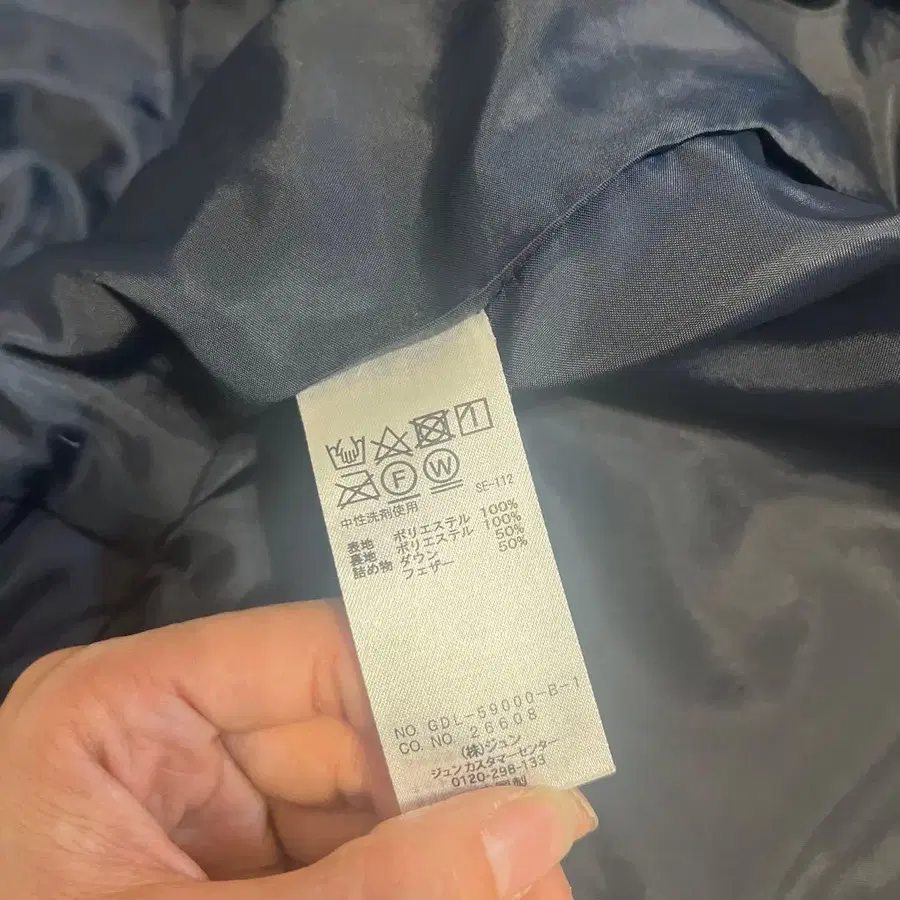 F W
SE-112
中性洗剤使用
表地 ポリエステル 100%
裏地 ポリエステル 100%
詰め物 ダウン 50%
フェザー 50%
NO. GDL-59000-B-1
CO. NO. 26608
(株)ジュン
ジュンカスタマーセンター
0120-298-133